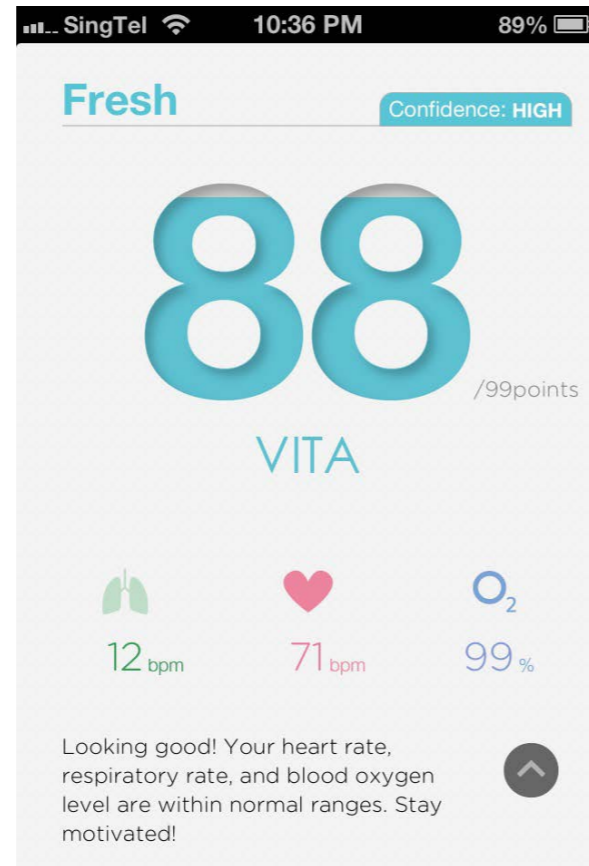 SingTel 10:36 PM 89%
Fresh
Confidence: HIGH
88
/99points
VITA
O2
12 bpm 71 bpm 99 %
Looking good! Your heart rate,
respiratory rate, and blood oxygen
level are within normal ranges. Stay
motivated!